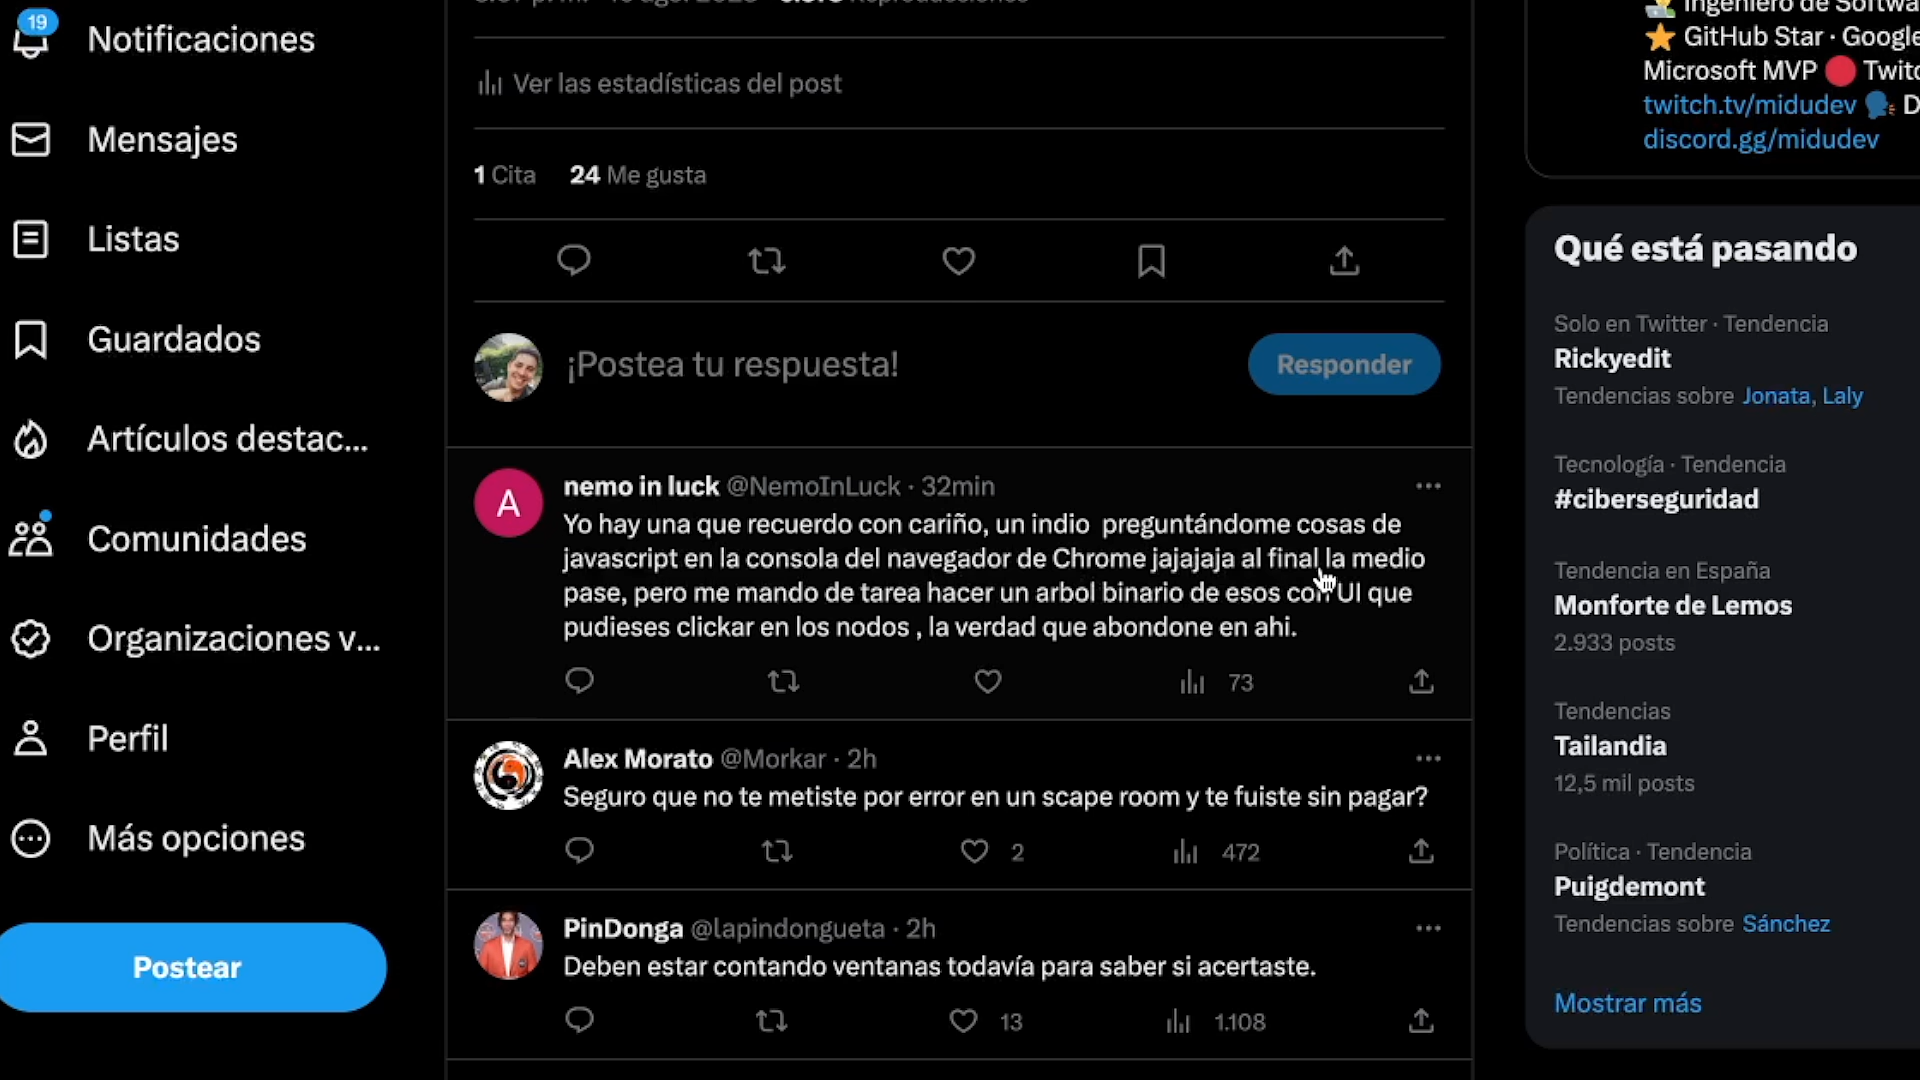 19
Notificaciones
Mensajes
Listas
Guardados
Artículos destac...
Comunidades
Organizaciones v...
Perfil
Más opciones
Postear
Ver las estadísticas del post
1 Cita 24 Me gusta
¡Postea tu respuesta!
Responder
A
nemo in luck @NemoInLuck · 32min
Yo hay una que recuerdo con cariño, un indio preguntándome cosas de
javascript en la consola del navegador de Chrome jajajaja al final la medio
pase, pero me mando de tarea hacer un arbol binario de esos con UI que
pudieses clickar en los nodos , la verdad que abondone en ahi.
73
Alex Morato @Morkar · 2h
Seguro que no te metiste por error en un scape room y te fuiste sin pagar?
2 472
PinDonga @lapindongueta · 2h
Deben estar contando ventanas todavía para saber si acertaste.
13 1.108
Ingeniero de Softwa
GitHub Star · Google
Microsoft MVP Twitc
twitch.tv/midudev D
discord.gg/midudev
Qué está pasando
Solo en Twitter · Tendencia
Rickyedit
Tendencias sobre Jonata, Laly
Tecnología · Tendencia
#ciberseguridad
Tendencia en España
Monforte de Lemos
2.933 posts
Tendencias
Tailandia
12,5 mil posts
Política · Tendencia
Puigdemont
Tendencias sobre Sánchez
Mostrar más